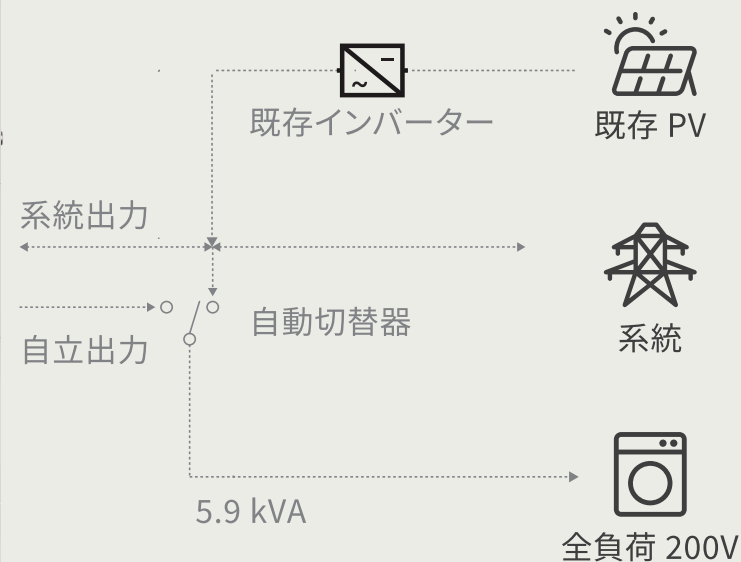 既存インバーター
既存 PV
系統出力
自動切替器
系統
自立出力
5.9 kVA
全負荷 200V